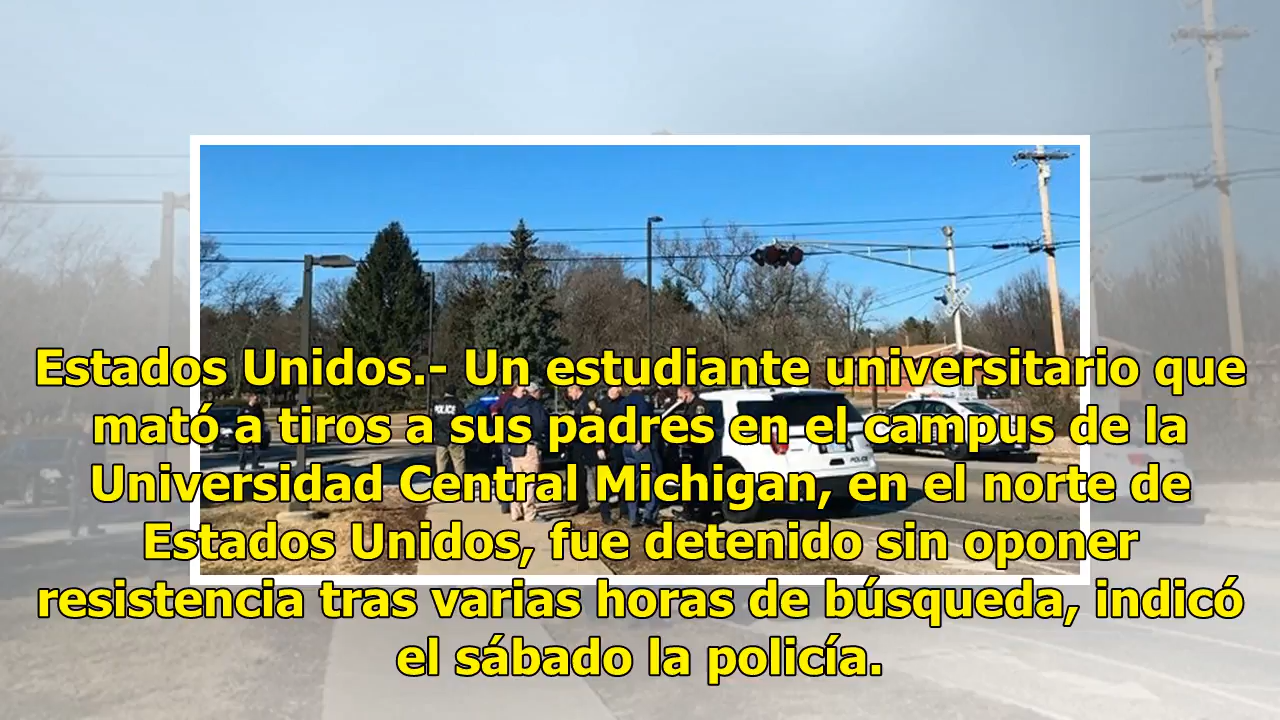 Estados Unidos.- Un estudiante universitario que
mató a tiros a sus padres en el campus de la
Universidad Central Michigan, en el norte de
Estados Unidos, fue detenido sin oponer
resistencia tras varias horas de búsqueda, indicó
el sábado la policía.
POLICE
POLICE